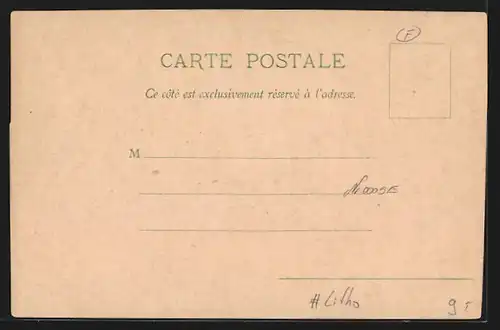 F
CARTE POSTALE
Ce côté est exclusivement réservé à l'adresse.
M
# Litho
9